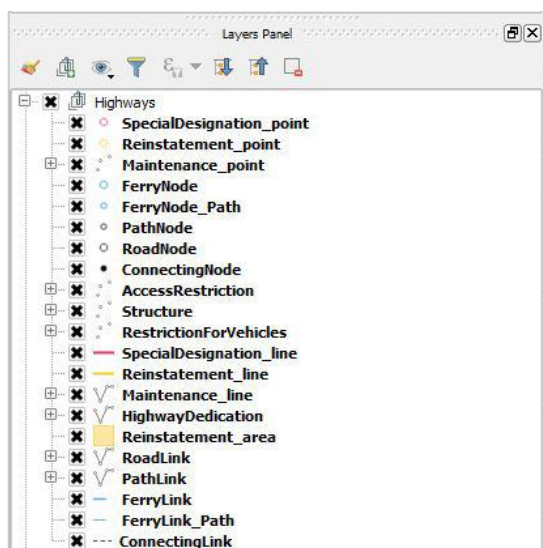 Layers Panel
Highways
SpecialDesignation_point
Reinstatement_point
Maintenance_point
FerryNode
FerryNode_Path
PathNode
RoadNode
ConnectingNode
AccessRestriction
Structure
RestrictionForVehicles
SpecialDesignation_line
Reinstatement_line
Maintenance_line
HighwayDedication
Reinstatement_area
RoadLink
PathLink
FerryLink
FerryLink_Path
ConnectingLink